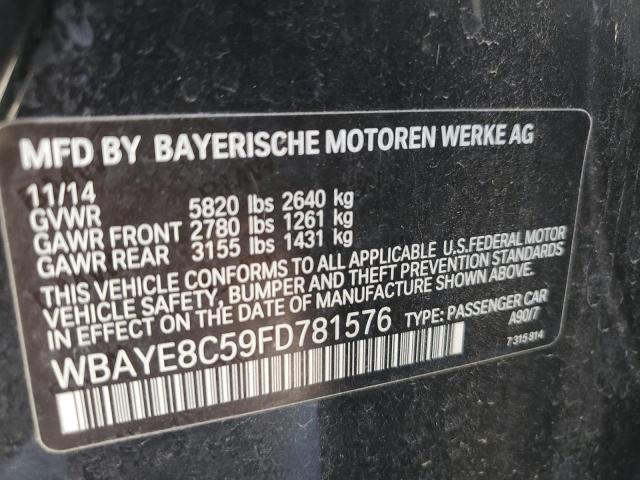 MFD BY BAYERISCHE MOTOREN WERKE AG
11/14
GVWR 5820 lbs 2640 kg
GAWR FRONT 2780 lbs 1261 kg
GAWR REAR 3155 lbs 1431 kg
THIS VEHICLE CONFORMS TO ALL APPLICABLE U.S.FEDERAL MOTOR
VEHICLE SAFETY, BUMPER AND THEFT PREVENTION STANDARDS
IN EFFECT ON THE DATE OF MANUFACTURE SHOWN ABOVE.
WBAYE8C59FD781576 TYPE: PASSENGER CAR
A90/7
7 315 814